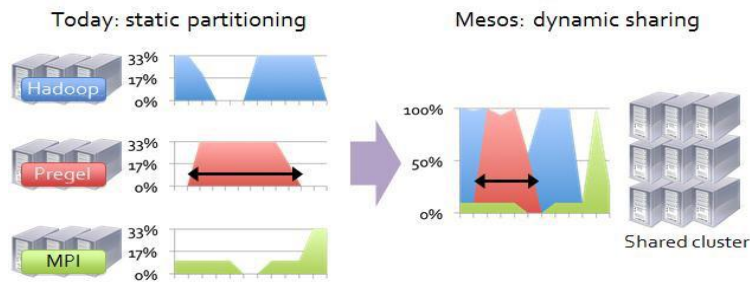 Today: static partitioning
Mesos: dynamic sharing
33%
17%
0%
Hadoop
33%
17%
0%
Pregel
33%
17%
0%
MPI
100%
50%
0%
Shared cluster